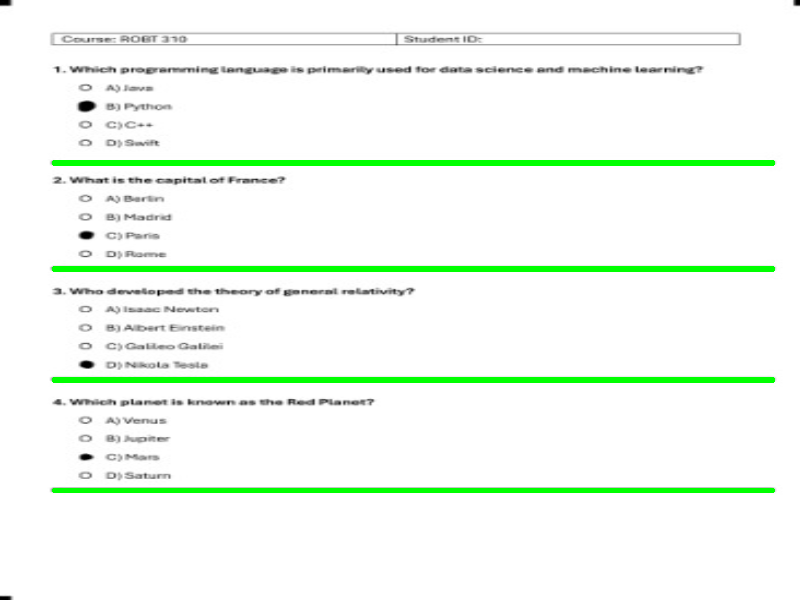 Course: ROBT 310
Student ID:
1. Which programming language is primarily used for data science and machine learning?
A) Java
B) Python
C) C++
D) Swift
2. What is the capital of France?
A) Berlin
B) Madrid
C) Paris
D) Rome
3. Who developed the theory of general relativity?
A) Isaac Newton
B) Albert Einstein
C) Galileo Galilei
D) Nikola Tesla
4. Which planet is known as the Red Planet?
A) Venus
B) Jupiter
C) Mars
D) Saturn